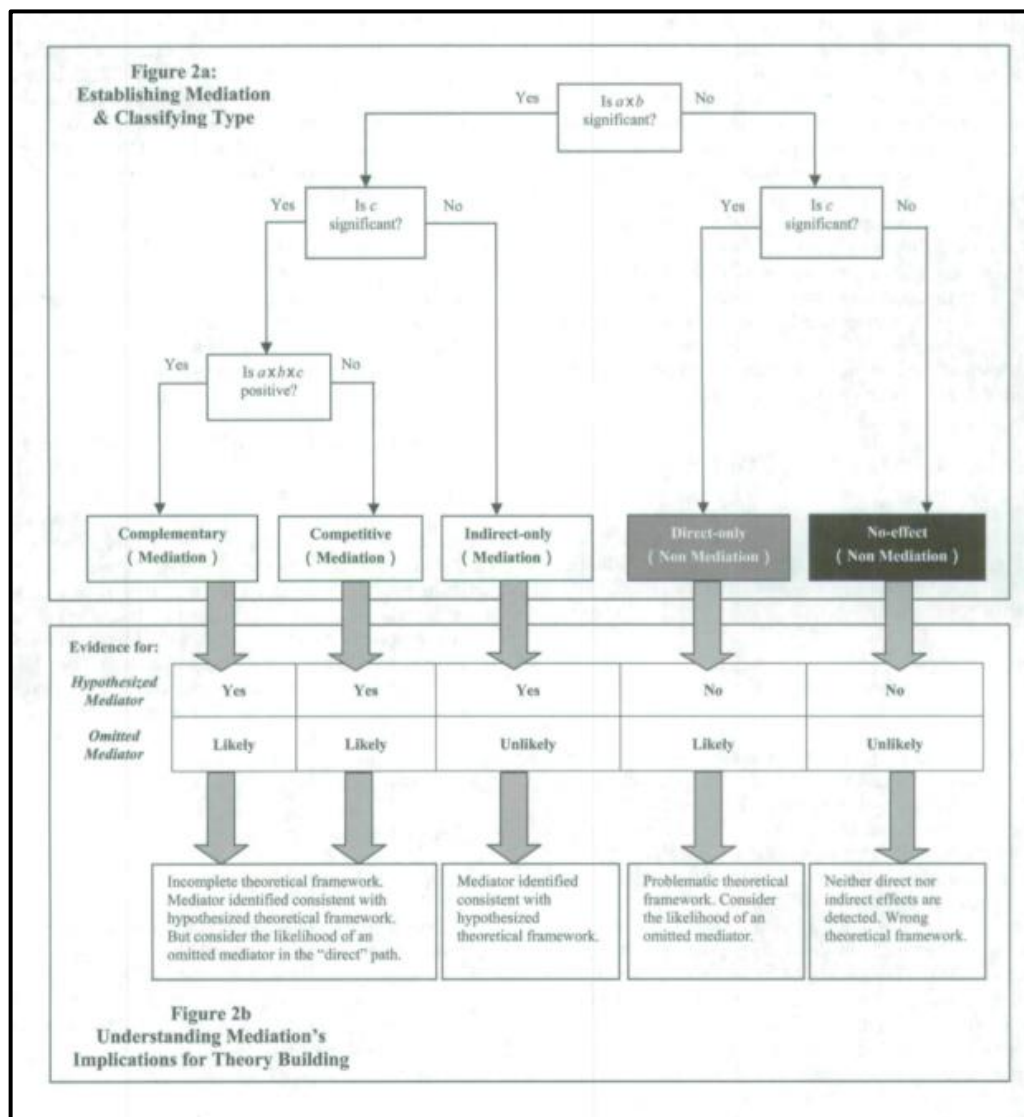 Figure 2a:
Establishing Mediation
& Classifying Type
Yes
Is a x b
significant?
No
Yes
Is c
significant?
No
Yes
Is c
significant?
No
Yes
Is axbxc
positive?
No
Complementary
( Mediation )
Competitive
( Mediation )
Indirect-only
( Mediation )
Direct-only
( Non Mediation )
No-effect
( Non Mediation )
Evidence for:
Hypothesized
Mediator
Yes
Yes
Yes
No
No
Omitted
Mediator
Likely
Likely
Unlikely
Likely
Unlikely
Incomplete theoretical framework.
Mediator identified consistent with
hypothesized theoretical framework.
But consider the likelihood of an
omitted mediator in the "direct" path.
Mediator identified
consistent with
hypothesized
theoretical framework.
Problematic theoretical
framework. Consider
the likelihood of an
omitted mediator.
Neither direct nor
indirect effects are
detected. Wrong
theoretical framework.
Figure 2b
Understanding Mediation's
Implications for Theory Building